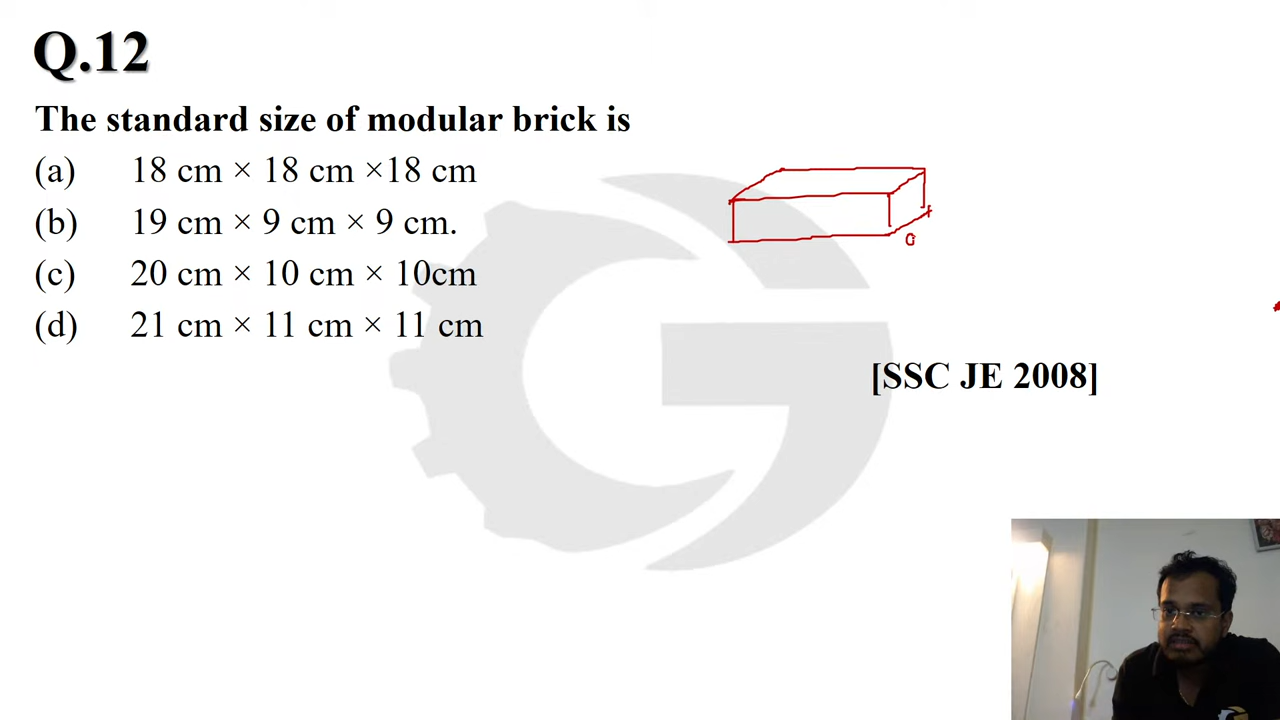 Q.12
The standard size of modular brick is
(a) 18 cm × 18 cm ×18 cm
(b) 19 cm × 9 cm × 9 cm.
(c) 20 cm × 10 cm × 10cm
(d) 21 cm × 11 cm × 11 cm
[SSC JE 2008]